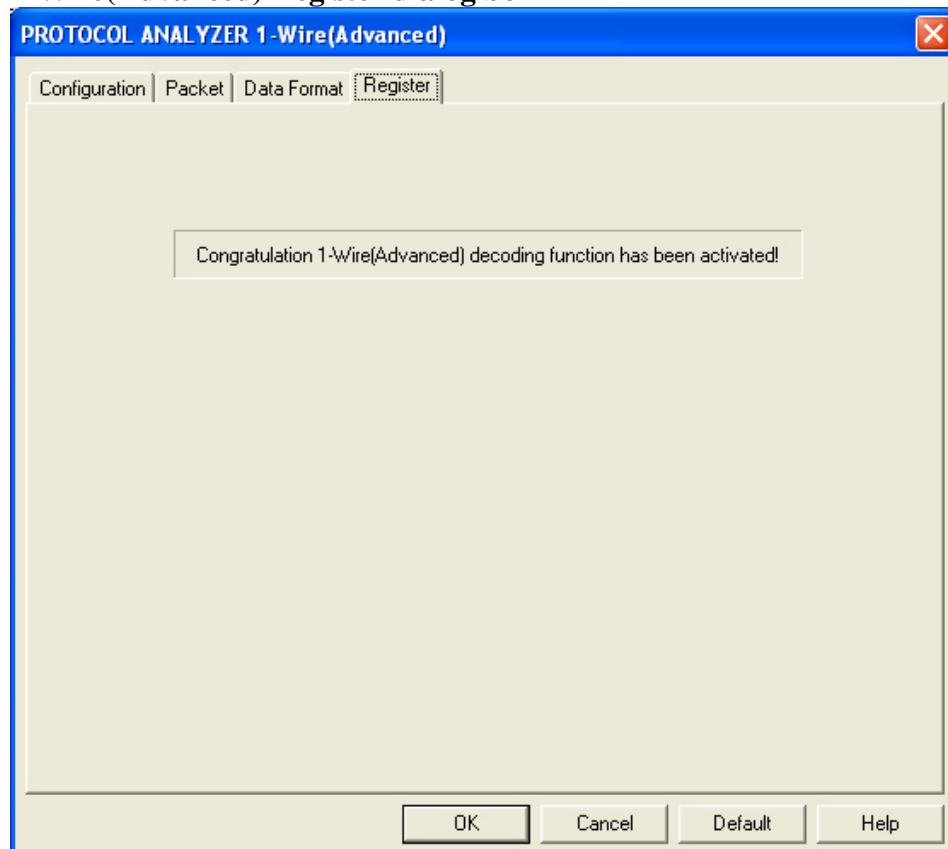 PROTOCOL ANALYZER 1-Wire(Advanced)
Configuration Packet Data Format Register
Congratulation 1-Wire(Advanced) decoding function has been activated!
OK Cancel Default Help